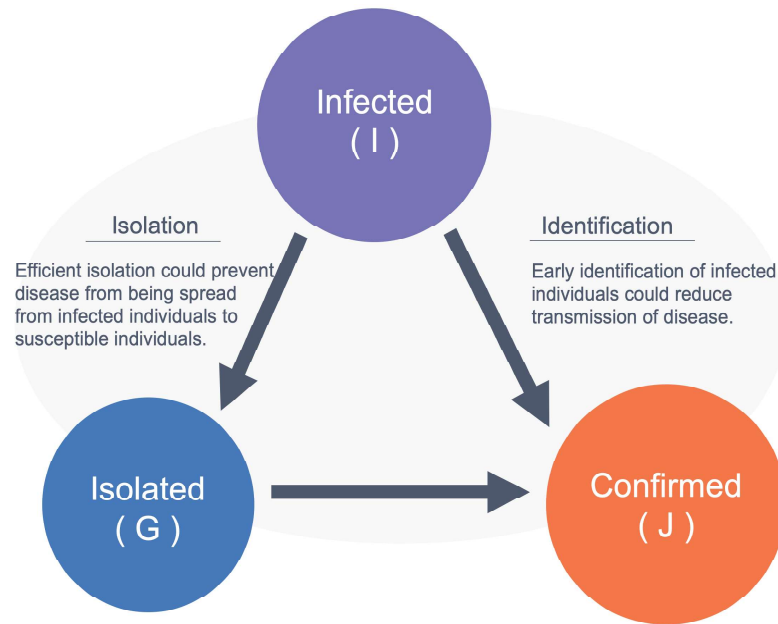 Infected
( I )
Isolation
Efficient isolation could prevent
disease from being spread
from infected individuals to
susceptible individuals.
Identification
Early identification of infected
individuals could reduce
transmission of disease.
Isolated
( G )
Confirmed
( J )